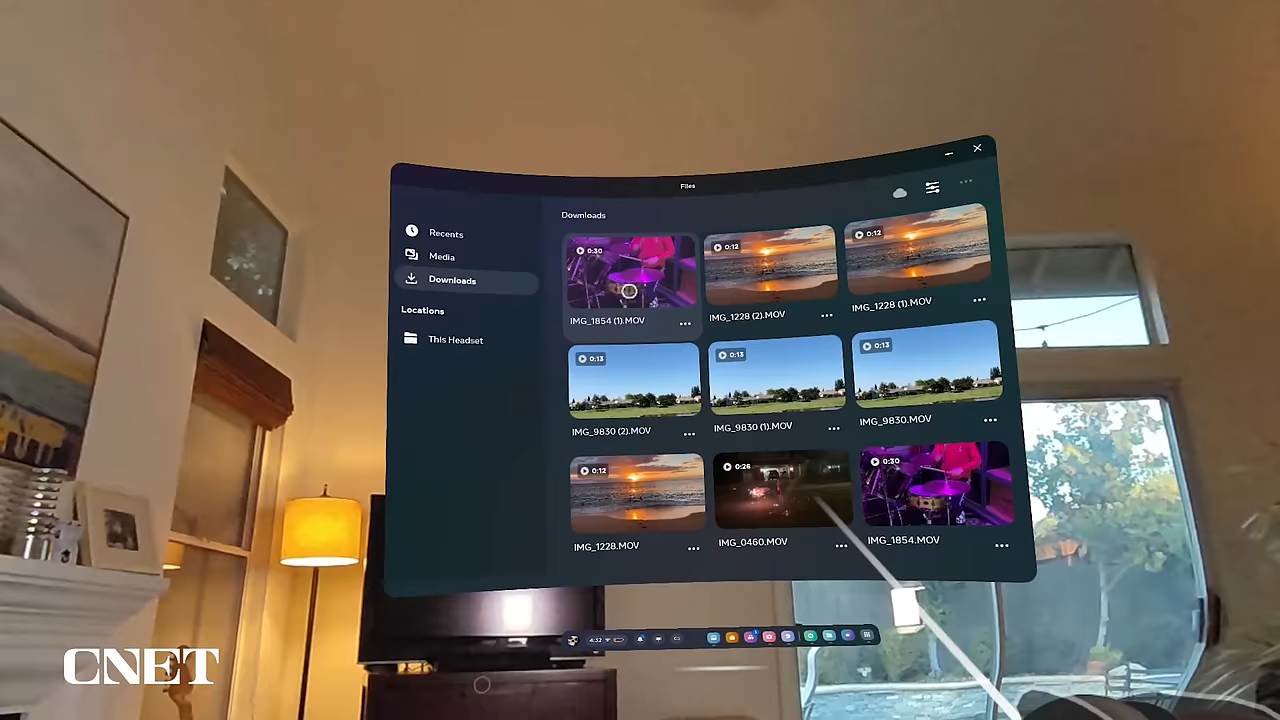 Files
Downloads
Recents
Media
Downloads
Locations
This Headset
0:30
IMG_1854 (1).MOV
0:12
IMG_1228 (2).MOV
0:12
IMG_1228 (1).MOV
0:13
IMG_9830 (2).MOV
0:13
IMG_9830 (1).MOV
0:13
IMG_9830.MOV
0:12
IMG_1228.MOV
0:26
IMG_0460.MOV
0:30
IMG_1854.MOV
4:32
CNET